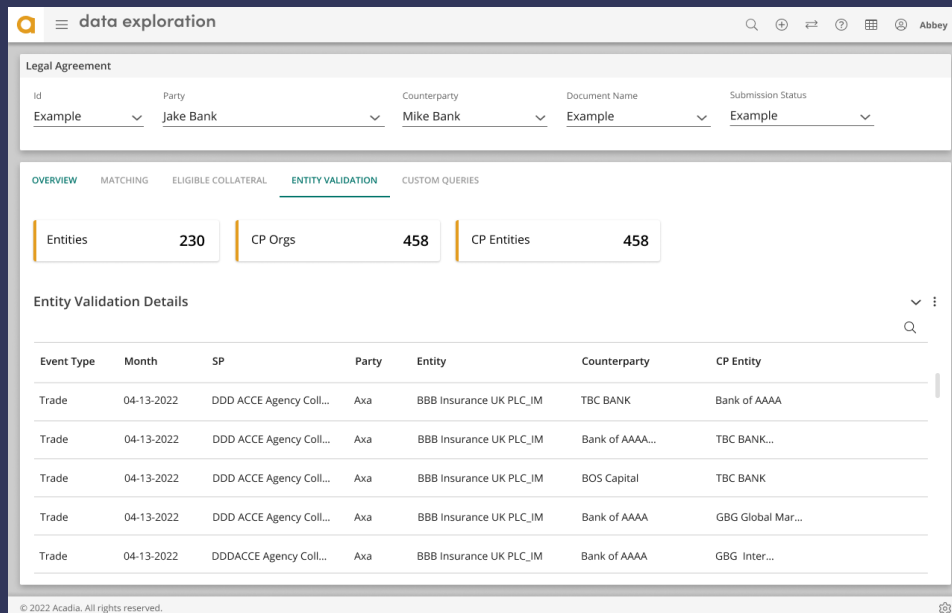 data exploration
Abbey
Legal Agreement
Id Party Counterparty Document Name Submission Status
Example Jake Bank Mike Bank Example Example
OVERVIEW MATCHING ELIGIBLE COLLATERAL ENTITY VALIDATION CUSTOM QUERIES
Entities 230 CP Orgs 458 CP Entities 458
Entity Validation Details
Event Type Month SP Party Entity Counterparty CP Entity
Trade 04-13-2022 DDD ACCE Agency Coll... Axa BBB Insurance UK PLC_IM TBC BANK Bank of AAAA
Trade 04-13-2022 DDD ACCE Agency Coll... Axa BBB Insurance UK PLC_IM Bank of AAAA... TBC BANK...
Trade 04-13-2022 DDD ACCE Agency Coll... Axa BBB Insurance UK PLC_IM BOS Capital TBC BANK
Trade 04-13-2022 DDD ACCE Agency Coll... Axa BBB Insurance UK PLC_IM Bank of AAAA GBG Global Mar...
Trade 04-13-2022 DDDACCE Agency Coll... Axa BBB Insurance UK PLC_IM Bank of AAAA GBG Inter...
© 2022 Acadia. All rights reserved.